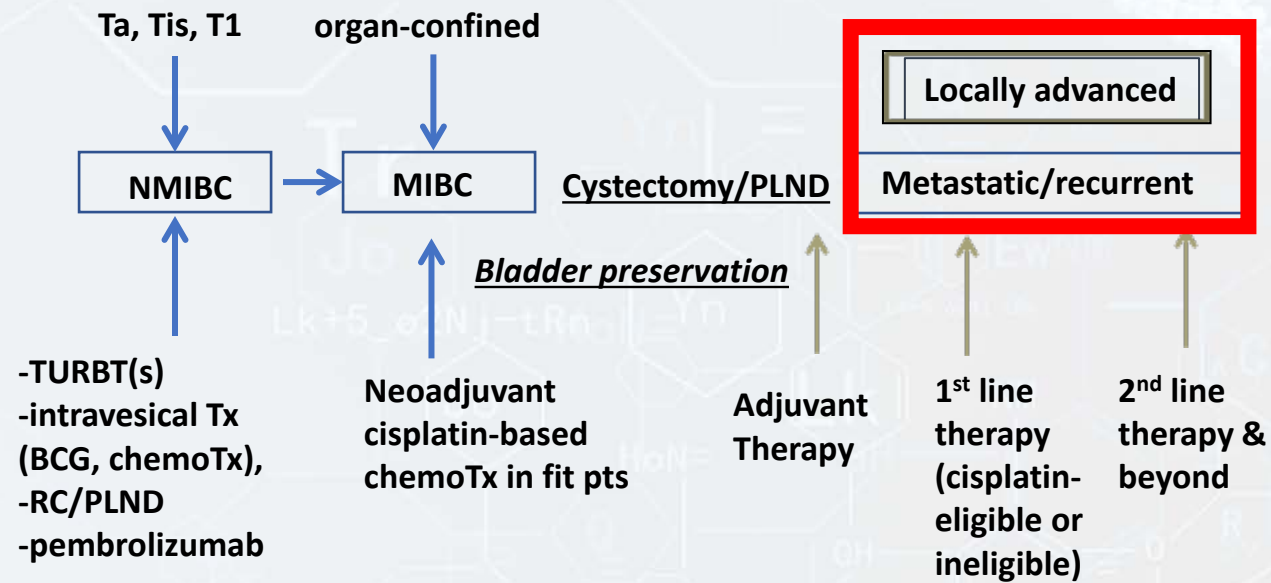 Ta, Tis, T1
organ-confined
Locally advanced
NMIBC
MIBC
Cystectomy/PLND
Metastatic/recurrent
Bladder preservation
-TURBT(s)
-intravesical Tx
(BCG, chemoTx),
-RC/PLND
-pembrolizumab
Neoadjuvant
cisplatin-based
chemoTx in fit pts
Adjuvant
Therapy
1st line
therapy
(cisplatin-
eligible or
ineligible)
2nd line
therapy &
beyond